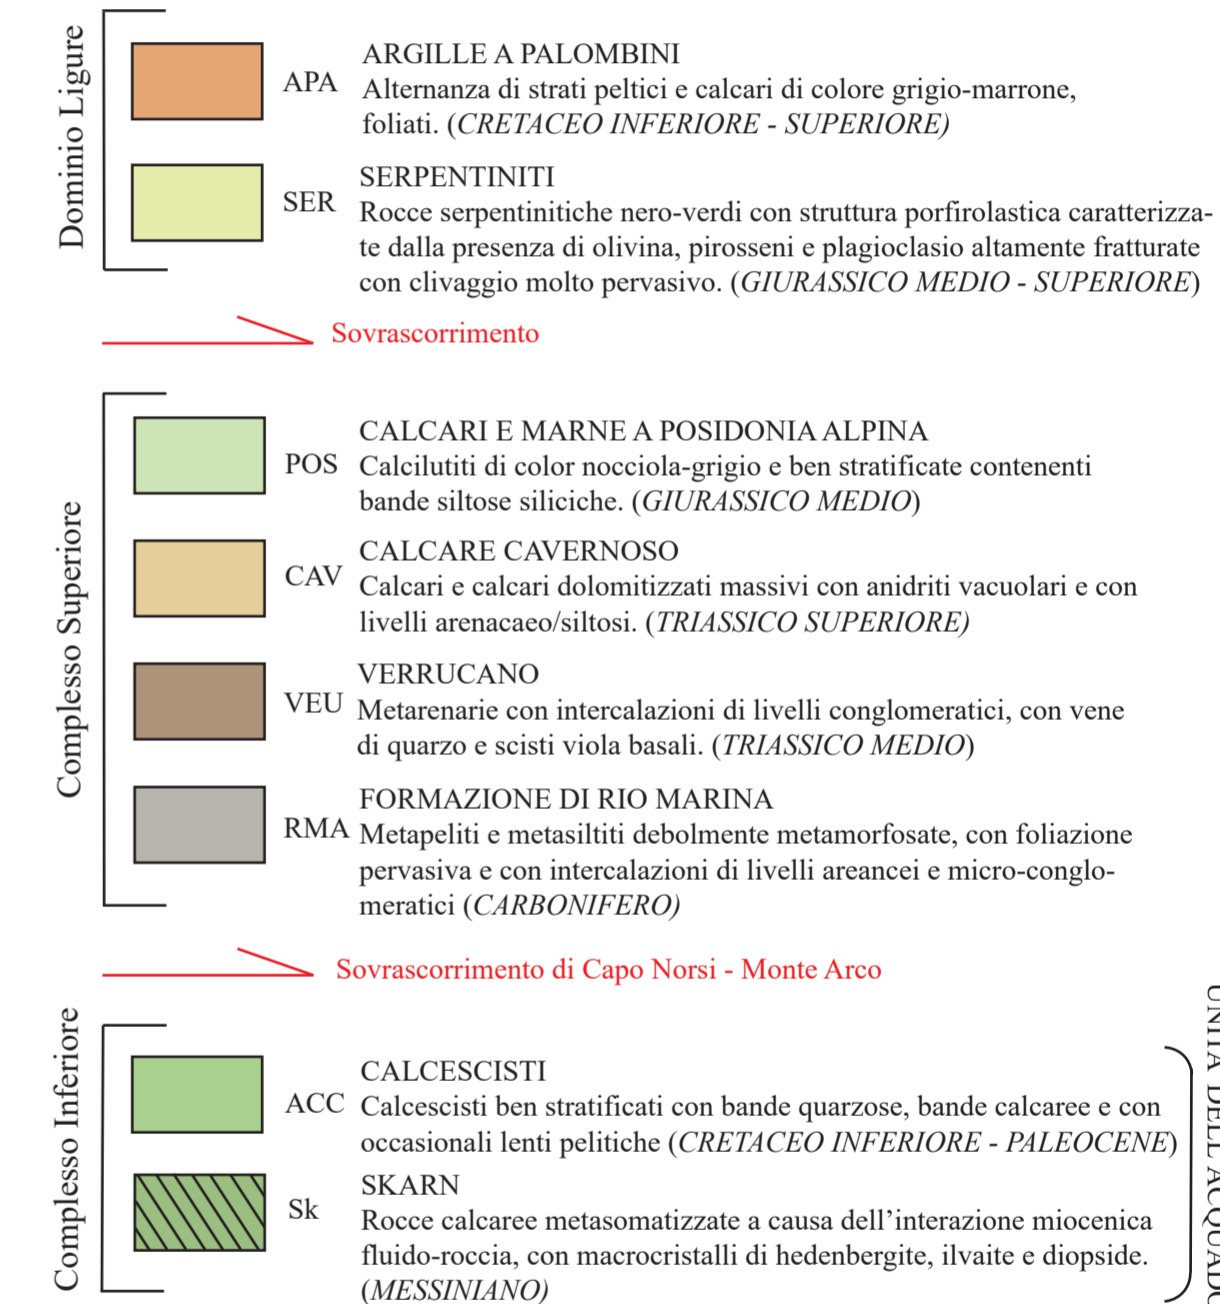 Dominio Ligure
APA
ARGILLE A PALOMBINI
Alternanza di strati peltici e calcari di colore grigio-marrone,
foliati. (CRETACEO INFERIORE - SUPERIORE)
SER
SERPENTINITI
Rocce serpentinitiche nero-verdi con struttura porfirolastica caratterizza-
te dalla presenza di olivina, pirosseni e plagioclasio altamente fratturate
con clivaggio molto pervasivo. (GIURASSICO MEDIO - SUPERIORE)
Sovrascorrimento
Complesso Superiore
POS
CALCARI E MARNE A POSIDONIA ALPINA
Calcilutiti di color nocciola-grigio e ben stratificate contenenti
bande siltose siliciche. (GIURASSICO MEDIO)
CAV
CALCARE CAVERNOSO
Calcari e calcari dolomitizzati massivi con anidriti vacuolari e con
livelli arenacaeo/siltosi. (TRIASSICO SUPERIORE)
VEU
VERRUCANO
Metarenarie con intercalazioni di livelli conglomeratici, con vene
di quarzo e scisti viola basali. (TRIASSICO MEDIO)
RMA
FORMAZIONE DI RIO MARINA
Metapeliti e metasiltiti debolmente metamorfosate, con foliazione
pervasiva e con intercalazioni di livelli areancei e micro-conglo-
meratici (CARBONIFERO)
Sovrascorrimento di Capo Norsi - Monte Arco
Complesso Inferiore
ACC
CALCESCISTI
Calcescisti ben stratificati con bande quarzose, bande calcaree e con
occasionali lenti pelitiche (CRETACEO INFERIORE - PALEOCENE)
Sk
SKARN
Rocce calcaree metasomatizzate a causa dell'interazione miocenica
fluido-roccia, con macrocristalli di hedenbergite, ilvaite e diopside.
(MESSINIANO)